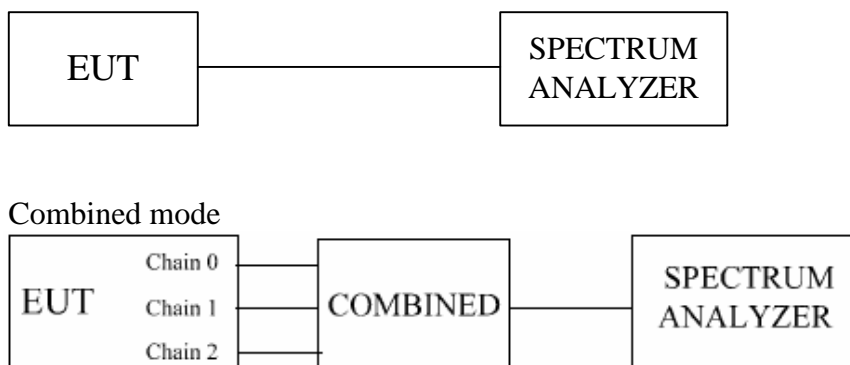 EUT
SPECTRUM
ANALYZER
Combined mode
EUT
Chain 0
Chain 1
Chain 2
COMBINED
SPECTRUM
ANALYZER